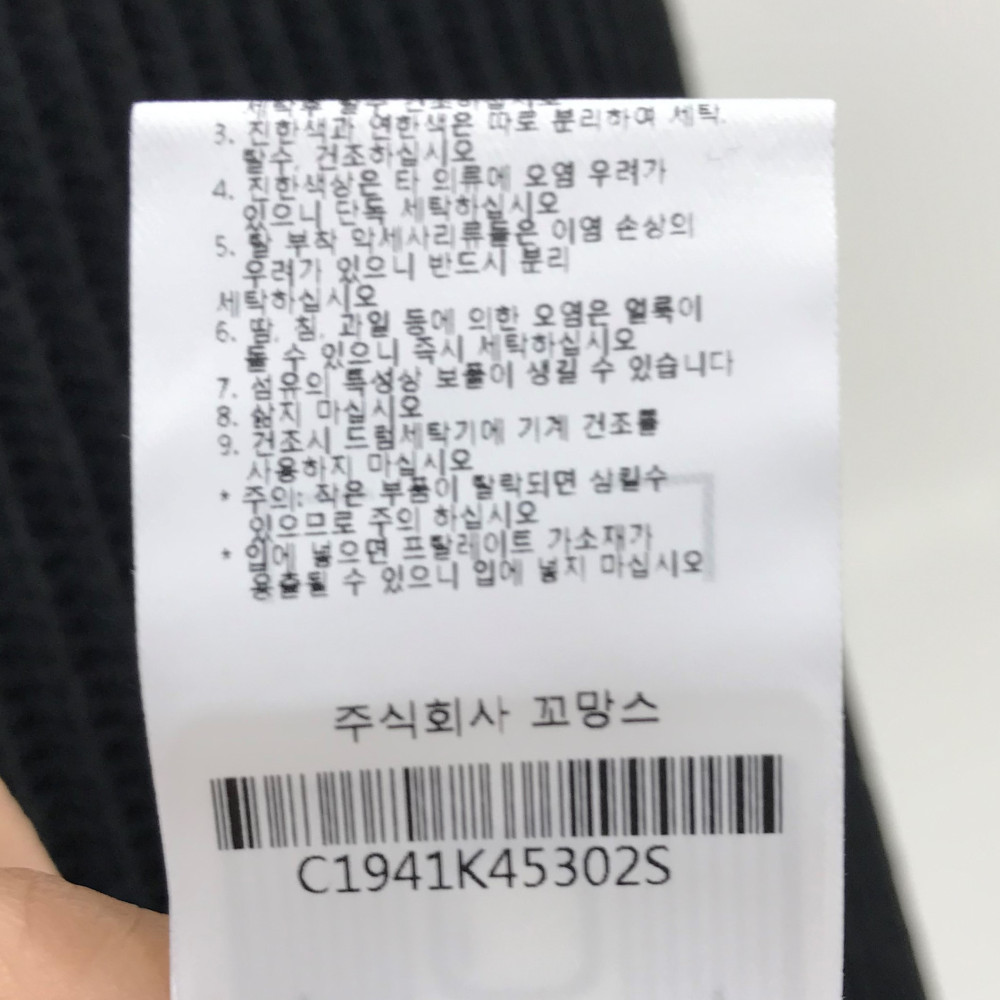 세탁후 탈수 건조하십시오
3. 진한색과 연한색은 따로 분리하여 세탁.
탈수. 건조하십시오
4. 진한색상은 타 의류에 오염 우려가
있으니 단독 세탁하십시오
5. 탈 부착 악세사리류들은 이염 손상의
우려가 있으니 반드시 분리
세탁하십시오
6. 땀. 침. 과일 등에 의한 오염은 얼룩이
될 수 있으니 즉시 세탁하십시오
7. 섬유의 특성상 보풀이 생길 수 있습니다
8. 삶지 마십시오
9. 건조시 드럼세탁기에 기계 건조를
사용하지 마십시오
* 주의: 작은 부품이 탈락되면 삼킬수
있으므로 주의 하십시오
* 입에 넣으면 프탈레이트 가소재가
용출될 수 있으니 입에 넣지 마십시오
주식회사 꼬망스
C1941K45302S